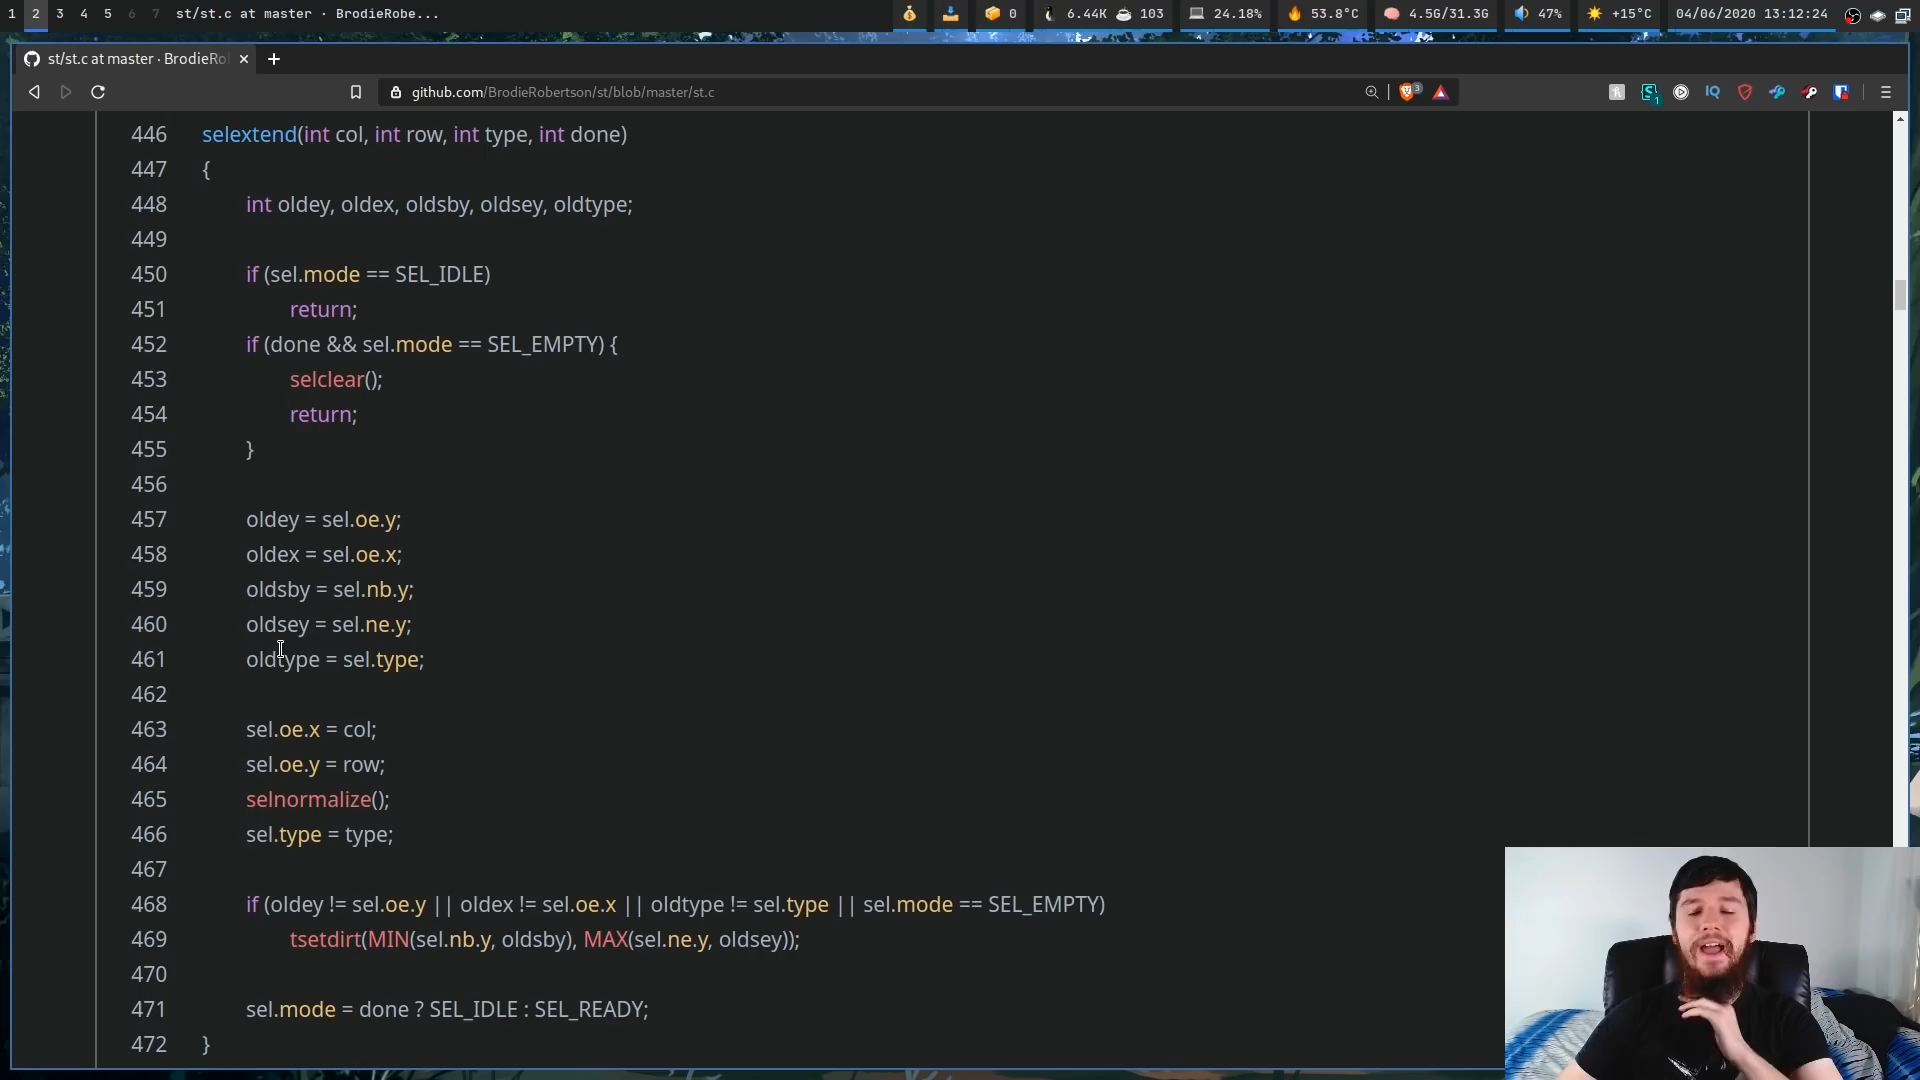 1 2 3 4 5 6 7 st/st.c at master · BrodieRobe... 0 6.44K 103 24.18% 53.8°C 4.5G/31.3G 47% +15°C 04/06/2020 13:12:24
st/st.c at master · BrodieRo
github.com/BrodieRobertson/st/blob/master/st.c
446 selextend(int col, int row, int type, int done)
447 {
448 int oldey, oldex, oldsby, oldsey, oldtype;
449
450 if (sel.mode == SEL_IDLE)
451 return;
452 if (done && sel.mode == SEL_EMPTY) {
453 selclear();
454 return;
455 }
456
457 oldey = sel.oe.y;
458 oldex = sel.oe.x;
459 oldsby = sel.nb.y;
460 oldsey = sel.ne.y;
461 oldtype = sel.type;
462
463 sel.oe.x = col;
464 sel.oe.y = row;
465 selnormalize();
466 sel.type = type;
467
468 if (oldey != sel.oe.y || oldex != sel.oe.x || oldtype != sel.type || sel.mode == SEL_EMPTY)
469 tsetdirt(MIN(sel.nb.y, oldsby), MAX(sel.ne.y, oldsey));
470
471 sel.mode = done ? SEL_IDLE : SEL_READY;
472 }